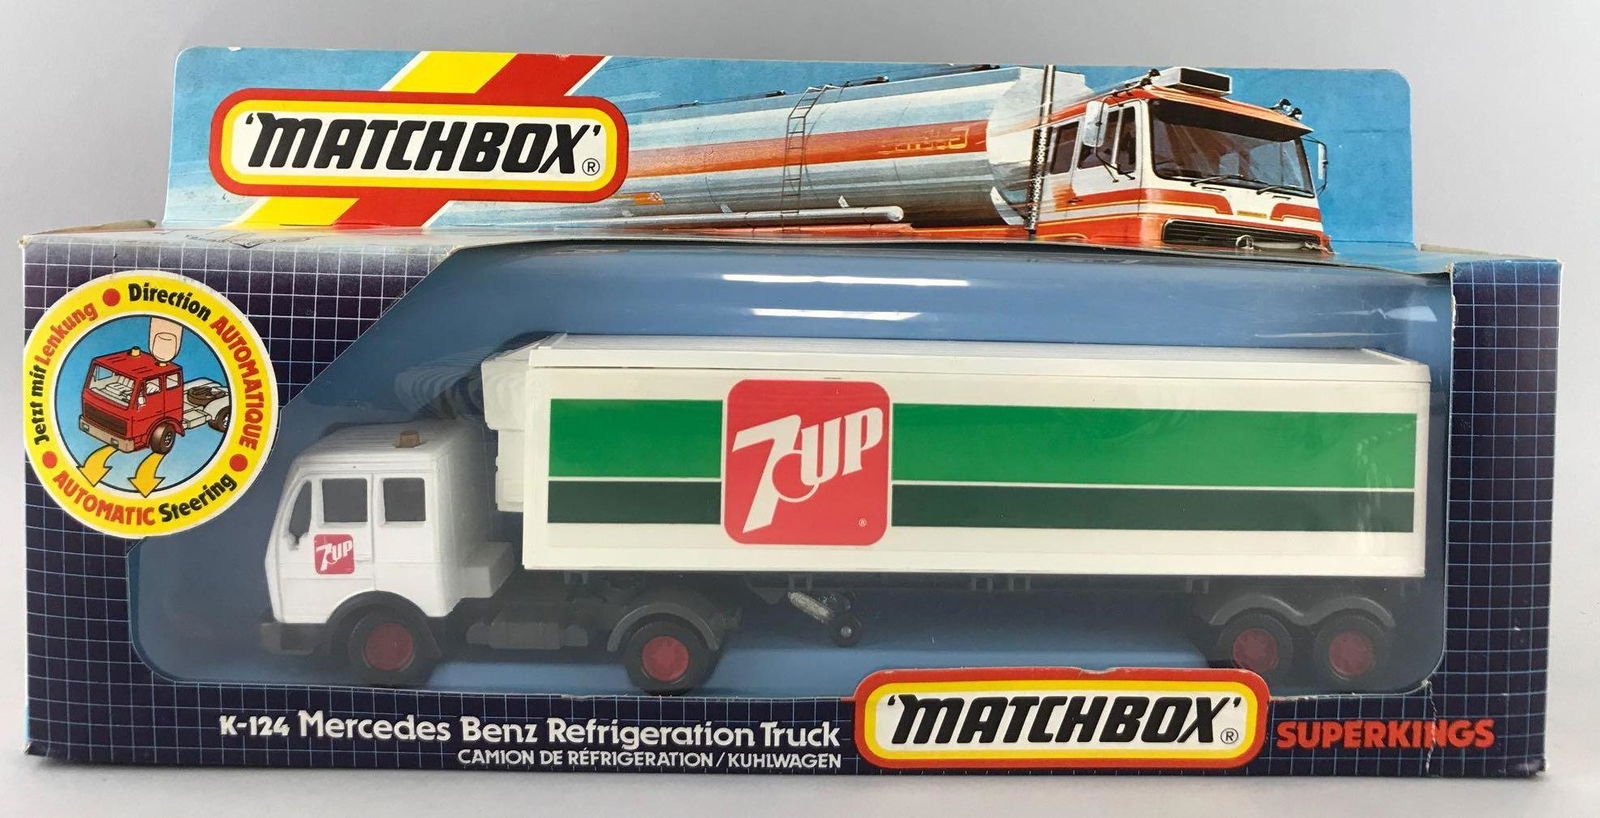 'MATCHBOX'®
Jetzt mit Lenkung
Direction AUTOMATIQUE
AUTOMATIC Steering
7UP
®
7UP
K-124 Mercedes Benz Refrigeration Truck
CAMION DE RÉFRIGERATION/KUHLWAGEN
'MATCHBOX'®
SUPERKINGS